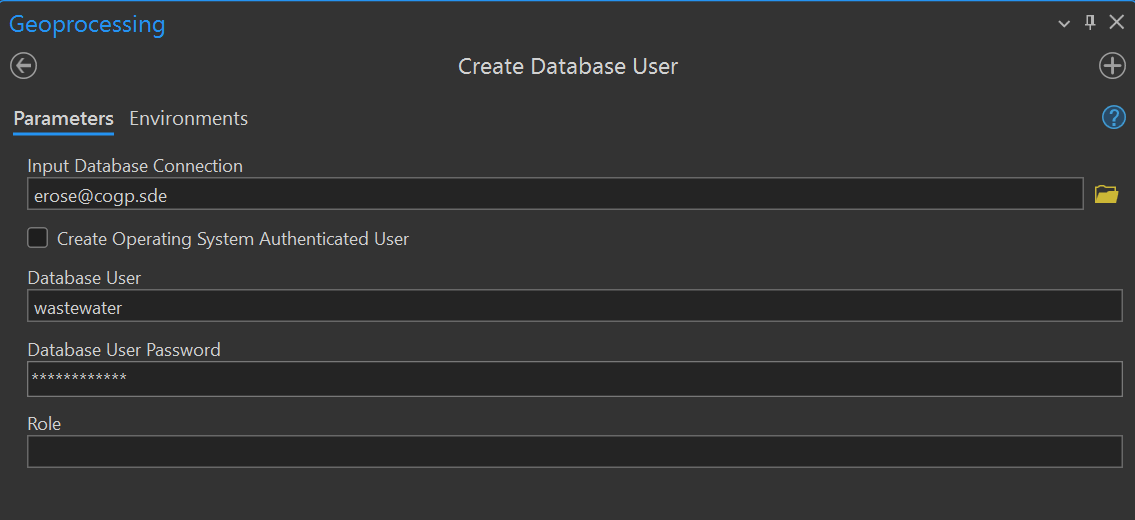 Geoprocessing
Create Database User
Parameters Environments
Input Database Connection
erose@cogp.sde
Create Operating System Authenticated User
Database User
wastewater
Database User Password
************
Role